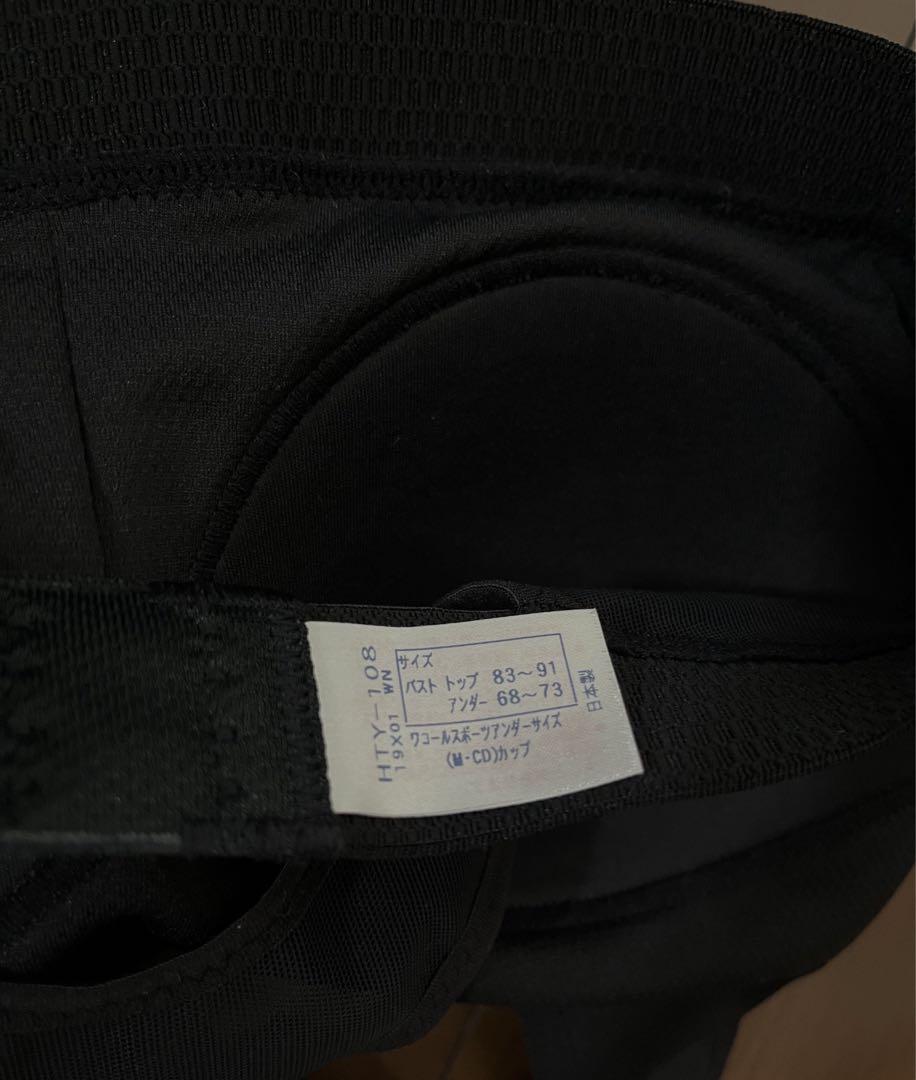 HTY-108
19X01 WN
サイズ
バスト トップ 83～91
アンダー 68～73
ワコールスポーツアンダーサイズ
(M・CD)カップ
日本製